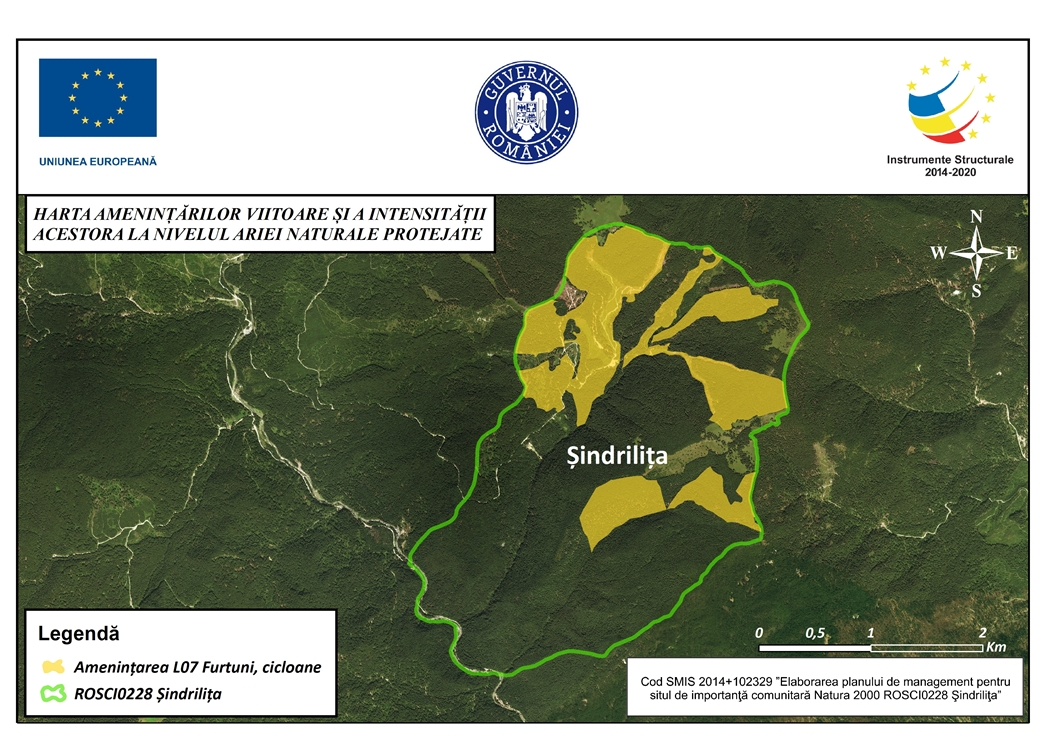 GUVERNUL ROMÂNIEI
UNIUNEA EUROPEANĂ
Instrumente Structurale
2014-2020
HARTA AMENINȚĂRILOR VIITOARE ȘI A INTENSITĂȚII
ACESTORA LA NIVELUL ARIEI NATURALE PROTEJATE
N
W E
S
Șindrilița
Legendă
Amenințarea L07 Furtuni, cicloane
ROSCI0228 Șindrilița
0 0,5 1 2
Km
Cod SMIS 2014+102329 "Elaborarea planului de management pentru
situl de importanţă comunitară Natura 2000 ROSCI0228 Şindriliţa"